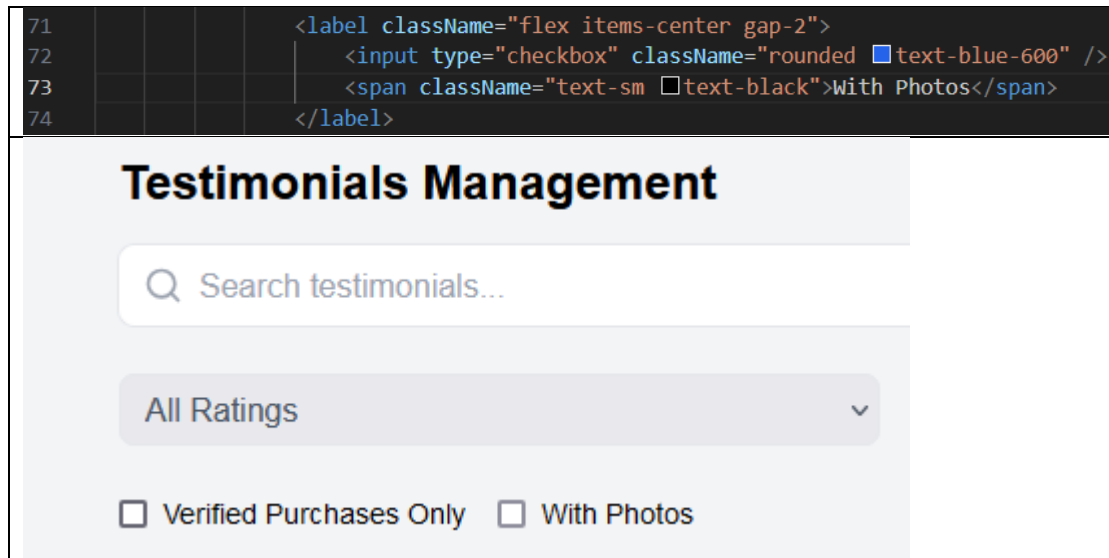 71 <label className="flex items-center gap-2">
72 <input type="checkbox" className="rounded text-blue-600" />
73 <span className="text-sm text-black">With Photos</span>
74 </label>
Testimonials Management
Search testimonials...
All Ratings
Verified Purchases Only With Photos